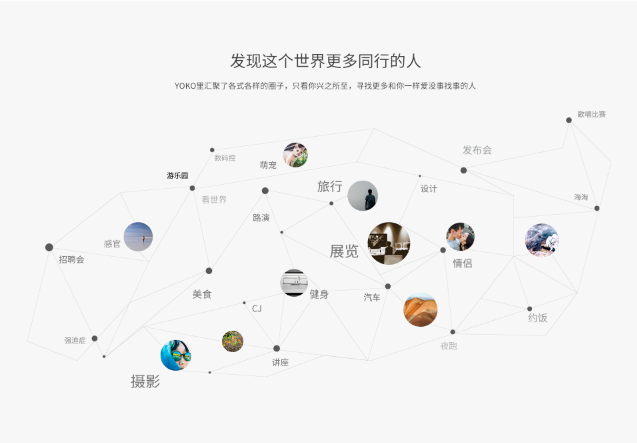 发现这个世界更多同行的人
YOKO里汇聚了各式各样的圈子，只看你兴之所至，寻找更多和你一样爱没事找事的人
歌唱比赛
发布会
数码控
萌宠
游乐园
旅行
设计
看世界
海淘
路演
感官
展览
招聘会
情侣
美食
健身
汽车
CJ
约饭
强迫症
夜跑
讲座
摄影